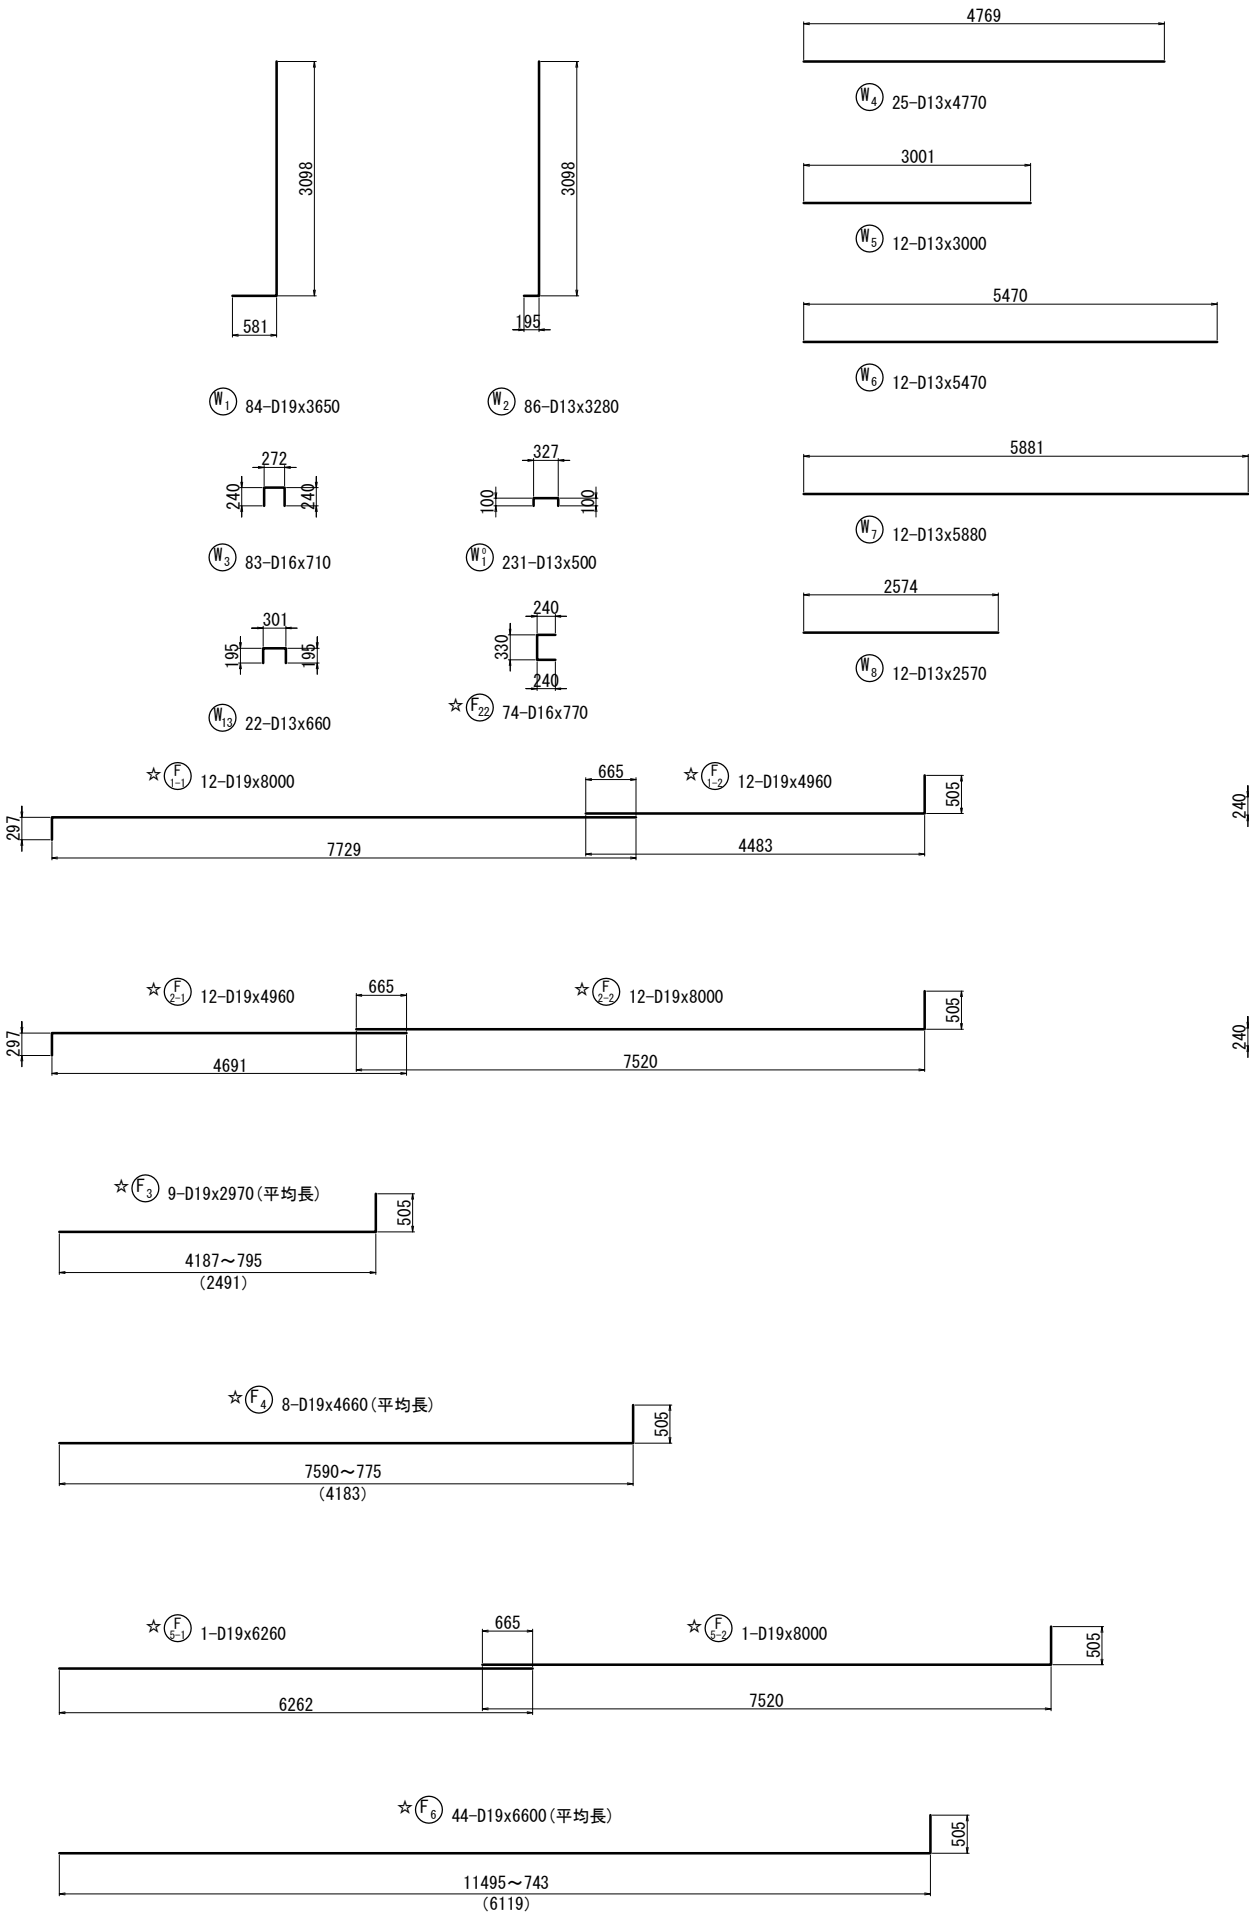 4769
W4 25-D13x4770
3098
3098
3001
W5 12-D13x3000
581
195
5470
W6 12-D13x5470
W1 84-D19x3650
W2 86-D13x3280
272
240
240
327
100
100
5881
W3 83-D16x710
W1⁰ 231-D13x500
W7 12-D13x5880
301
195
195
240
330
240
2574
W13 22-D13x660
☆F22 74-D16x770
W8 12-D13x2570
☆F1-1 12-D19x8000
665
☆F1-2 12-D19x4960
505
297
7729
4483
240
☆F2-1 12-D19x4960
665
☆F2-2 12-D19x8000
505
297
4691
7520
240
☆F3 9-D19x2970(平均長)
505
4187~795
(2491)
☆F4 8-D19x4660(平均長)
505
7590~775
(4183)
☆F5-1 1-D19x6260
665
☆F5-2 1-D19x8000
505
6262
7520
☆F6 44-D19x6600(平均長)
505
11495~743
(6119)